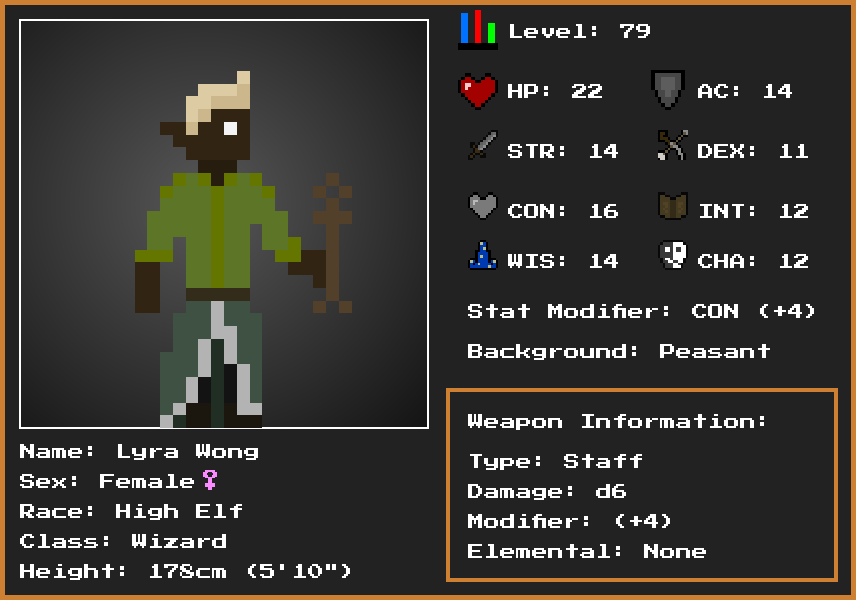 Level: 79
HP: 22 AC: 14
STR: 14 DEX: 11
CON: 16 INT: 12
WIS: 14 CHA: 12
Stat Modifier: CON (+4)
Background: Peasant
Weapon Information:
Type: Staff
Damage: d6
Modifier: (+4)
Elemental: None
Name: Lyra Wong
Sex: Female♀
Race: High Elf
Class: Wizard
Height: 178cm (5'10")